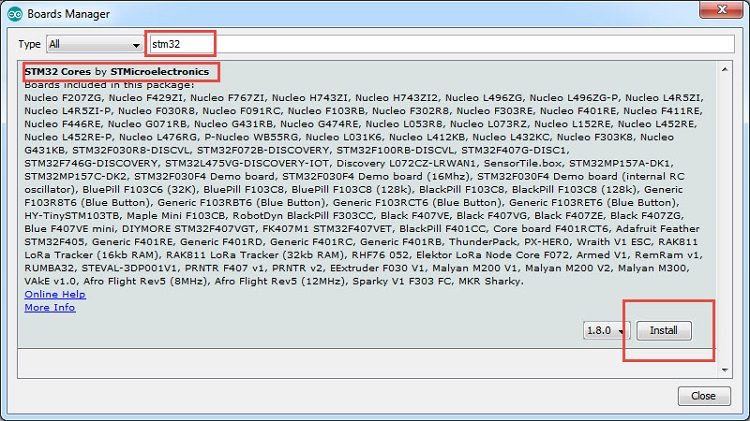 Boards Manager
Type All stm32
STM32 Cores by STMicroelectronics
Boards included in this package:
Nucleo F207ZG, Nucleo F429ZI, Nucleo F767ZI, Nucleo H743ZI, Nucleo H743ZI2, Nucleo L496ZG, Nucleo L496ZG-P, Nucleo L4R5ZI,
Nucleo L4R5ZI-P, Nucleo F030R8, Nucleo F091RC, Nucleo F103RB, Nucleo F302R8, Nucleo F303RE, Nucleo F401RE, Nucleo F411RE,
Nucleo F446RE, Nucleo G071RB, Nucleo G431RB, Nucleo G474RE, Nucleo L053R8, Nucleo L073RZ, Nucleo L152RE, Nucleo L452RE,
Nucleo L452RE-P, Nucleo L476RG, P-Nucleo WB55RG, Nucleo L031K6, Nucleo L412KB, Nucleo L432KC, Nucleo F303K8, Nucleo
G431KB, STM32F030R8-DISCVL, STM32F072B-DISCOVERY, STM32F100RB-DISCVL, STM32F407G-DISC1,
STM32F746G-DISCOVERY, STM32L475VG-DISCOVERY-IOT, Discovery L072CZ-LRWAN1, SensorTile.box, STM32MP157A-DK1,
STM32MP157C-DK2, STM32F030F4 Demo board, STM32F030F4 Demo board (16Mhz), STM32F030F4 Demo board (internal RC
oscillator), BluePill F103C6 (32K), BluePill F103C8, BluePill F103C8 (128k), BlackPill F103C8, BlackPill F103C8 (128k), Generic
F103R8T6 (Blue Button), Generic F103RBT6 (Blue Button), Generic F103RCT6 (Blue Button), Generic F103RET6 (Blue Button),
HY-TinySTM103TB, Maple Mini F103CB, RobotDyn BlackPill F303CC, Black F407VE, Black F407VG, Black F407ZE, Black F407ZG,
Blue F407VE mini, DIYMORE STM32F407VGT, FK407M1 STM32F407VET, BlackPill F401CC, Core board F401RCT6, Adafruit Feather
STM32F405, Generic F401RE, Generic F401RD, Generic F401RC, Generic F401RB, ThunderPack, PX-HER0, Wraith V1 ESC, RAK811
LoRa Tracker (16kb RAM), RAK811 LoRa Tracker (32kb RAM), RHF76 052, Elektor LoRa Node Core F072, Armed V1, RemRam v1,
RUMBA32, STEVAL-3DP001V1, PRNTR F407 v1, PRNTR v2, EExtruder F030 V1, Malyan M200 V1, Malyan M200 V2, Malyan M300,
VAkE v1.0, Afro Flight Rev5 (8MHz), Afro Flight Rev5 (12MHz), Sparky V1 F303 FC, MKR Sharky.
Online Help
More Info
1.8.0 Install
Close